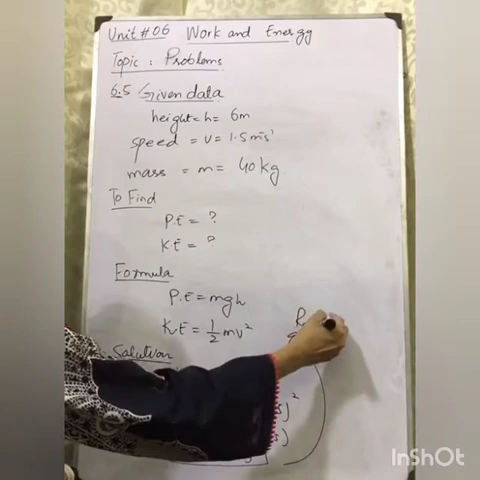 Unit # 06 Work and Energy
Topic : Problems
6.5 Given data
height = h = 6m
speed = v = 1.5 ms⁻¹
mass = m = 40 kg
To Find
P.E = ?
K.E = ?
Formula
P.E = mgh
K.E = 1/2 mv²
Solution
InShOt